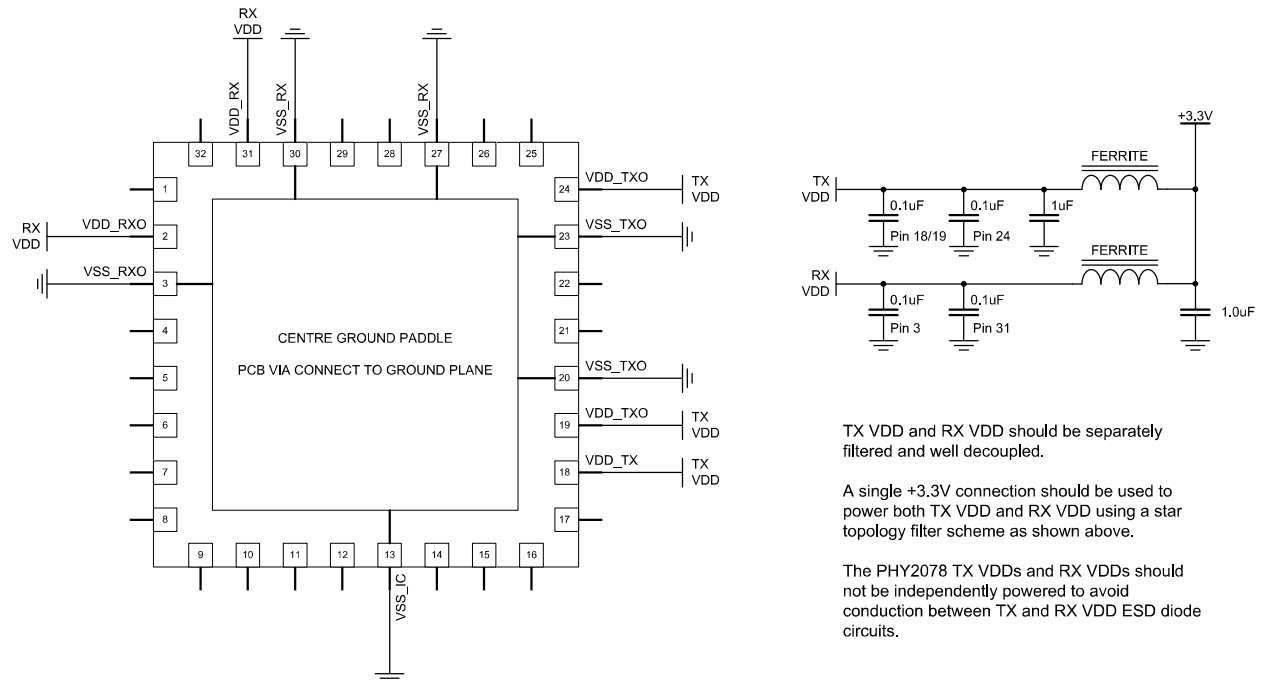 RX
VDD
VDD_RX
VSS_RX
VSS_RX
32
31
30
29
28
27
26
25
1
2
3
4
5
6
7
8
RX
VDD
VDD_RXO
VSS_RXO
CENTRE GROUND PADDLE
PCB VIA CONNECT TO GROUND PLANE
24
23
22
21
20
19
18
17
VDD_TXO
TX
VDD
VSS_TXO
VSS_TXO
VDD_TXO
TX
VDD
VDD_TX
TX
VDD
9
10
11
12
13
14
15
16
VSS_IC
+3.3V
FERRITE
TX
VDD
0.1uF
Pin 18/19
0.1uF
Pin 24
1uF
FERRITE
RX
VDD
0.1uF
Pin 3
0.1uF
Pin 31
1.0uF
TX VDD and RX VDD should be separately
filtered and well decoupled.
A single +3.3V connection should be used to
power both TX VDD and RX VDD using a star
topology filter scheme as shown above.
The PHY2078 TX VDDs and RX VDDs should
not be independently powered to avoid
conduction between TX and RX VDD ESD diode
circuits.